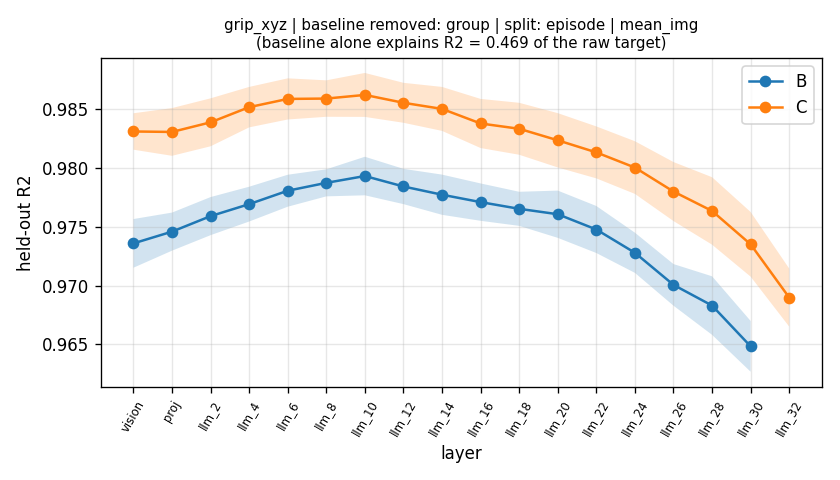 grip_xyz | baseline removed: group | split: episode | mean_img
(baseline alone explains R2 = 0.469 of the raw target)
B
C
held-out R2
0.985
0.980
0.975
0.970
0.965
vision
proj
llm_2
llm_4
llm_6
llm_8
llm_10
llm_12
llm_14
llm_16
llm_18
llm_20
llm_22
llm_24
llm_26
llm_28
llm_30
llm_32
layer